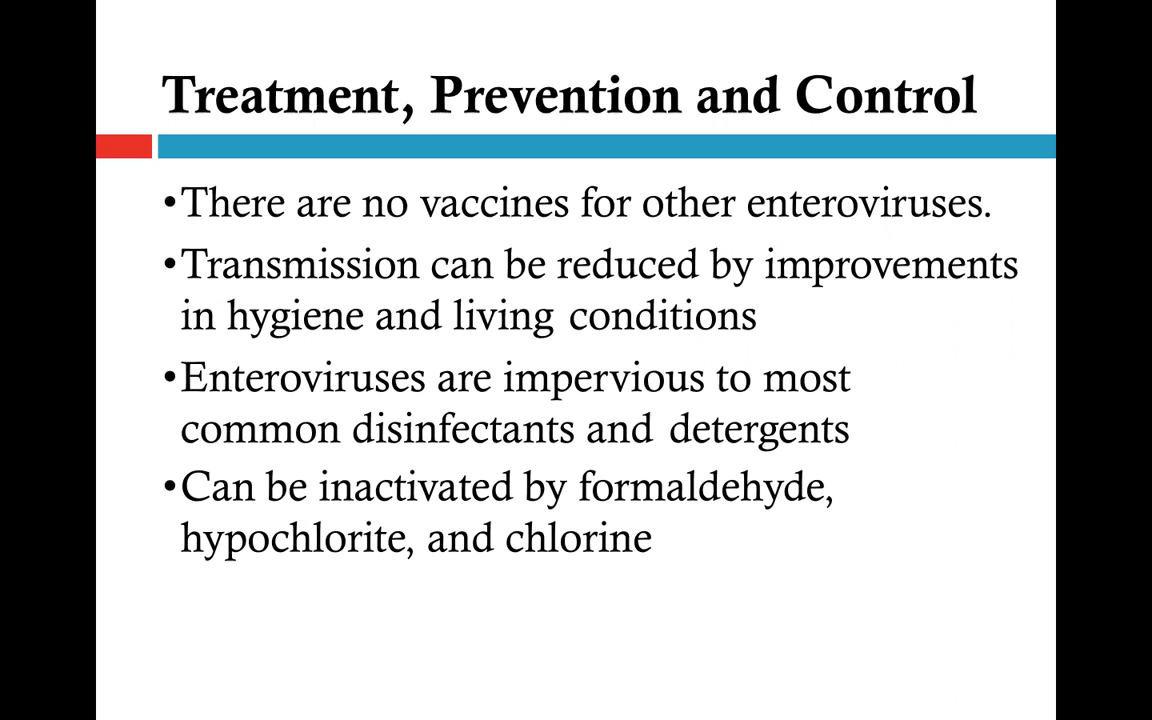 Treatment, Prevention and Control
•There are no vaccines for other enteroviruses.
•Transmission can be reduced by improvements
in hygiene and living conditions
•Enteroviruses are impervious to most
common disinfectants and detergents
•Can be inactivated by formaldehyde,
hypochlorite, and chlorine